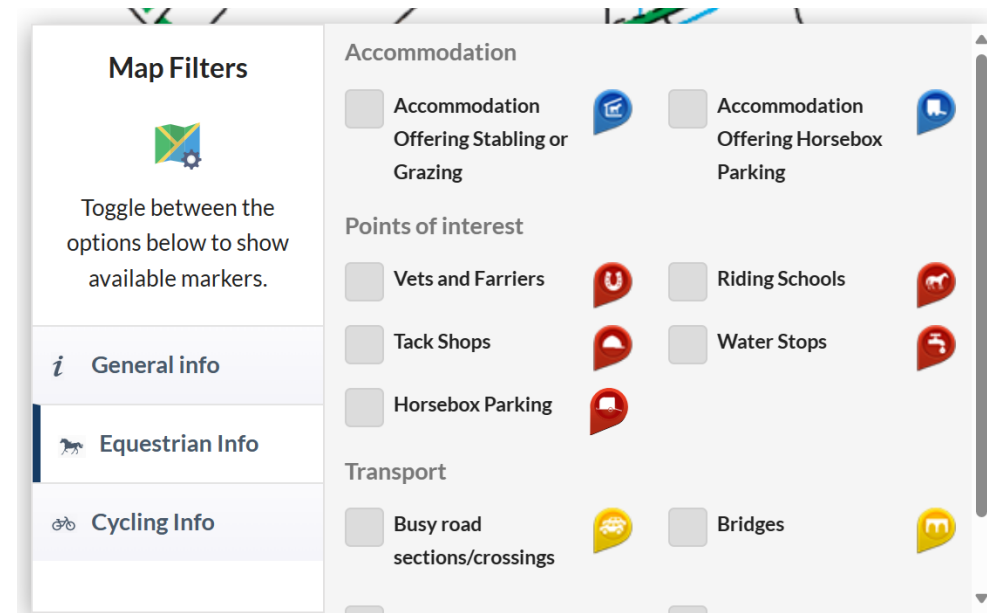 Map Filters
Toggle between the
options below to show
available markers.
General info
Equestrian Info
Cycling Info
Accommodation
Accommodation
Offering Stabling or
Grazing
Accommodation
Offering Horsebox
Parking
Points of interest
Vets and Farriers
Riding Schools
Tack Shops
Water Stops
Horsebox Parking
Transport
Busy road
sections/crossings
Bridges